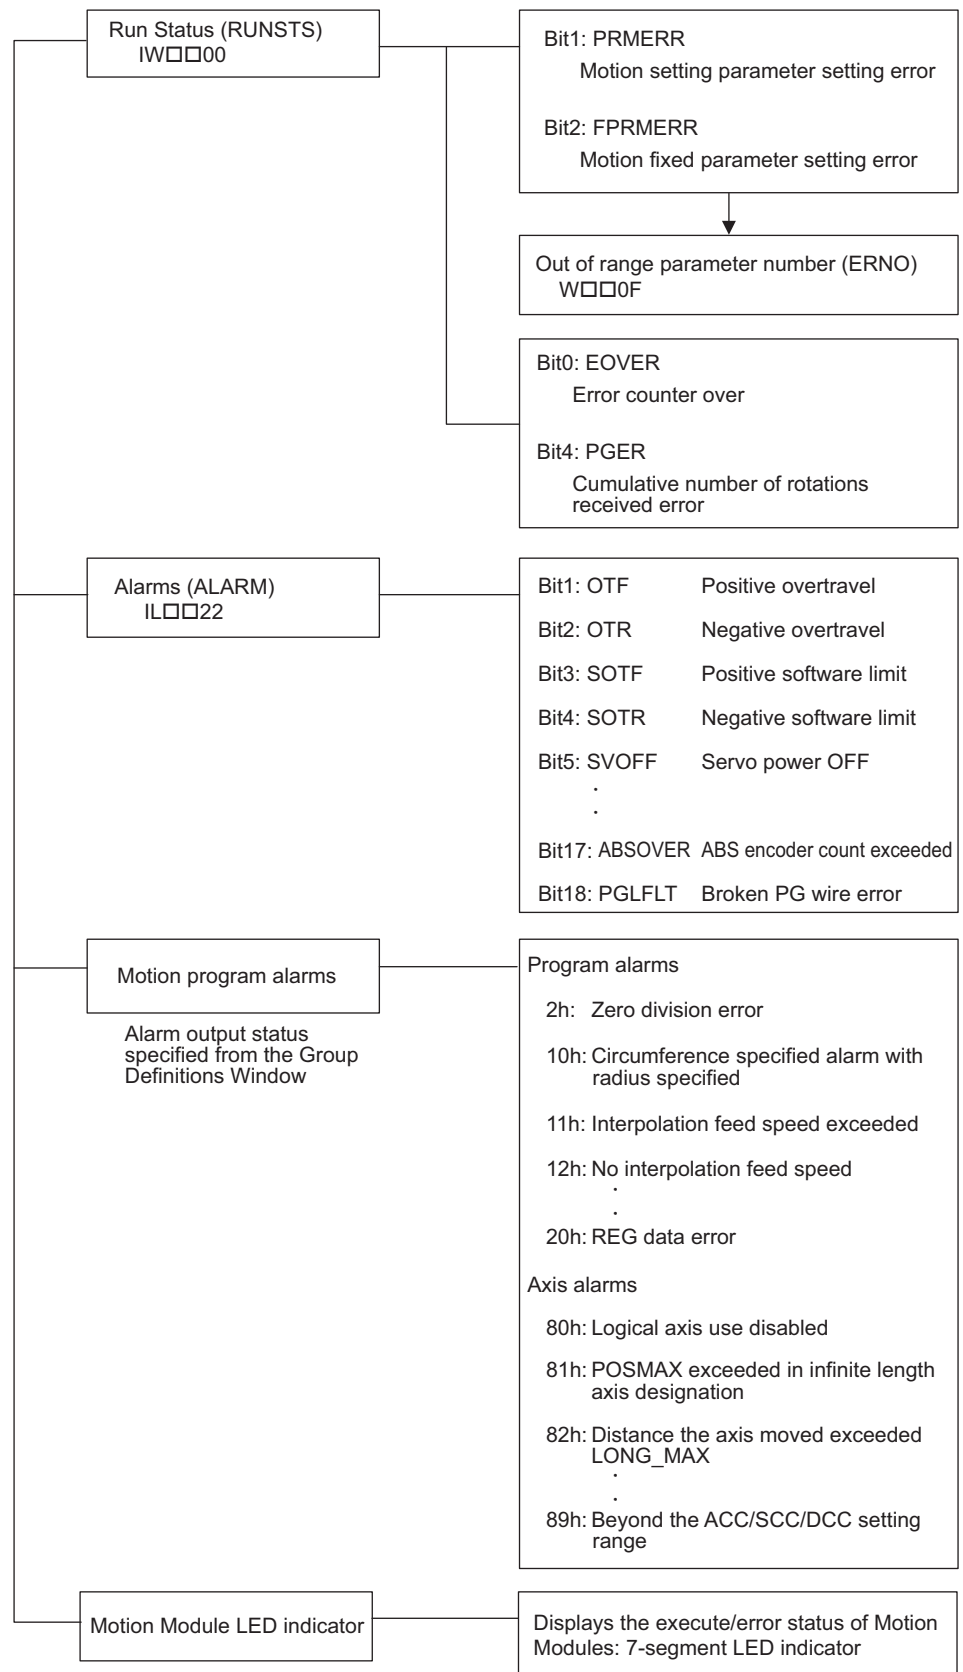 Run Status (RUNSTS)
IW□□00
Bit1: PRMERR
Motion setting parameter setting error
Bit2: FPRMERR
Motion fixed parameter setting error
Out of range parameter number (ERNO)
W□□0F
Bit0: EOVER
Error counter over
Bit4: PGER
Cumulative number of rotations
received error
Alarms (ALARM)
IL□□22
Bit1: OTF Positive overtravel
Bit2: OTR Negative overtravel
Bit3: SOTF Positive software limit
Bit4: SOTR Negative software limit
Bit5: SVOFF Servo power OFF
.
.
Bit17: ABSOVER ABS encoder count exceeded
Bit18: PGLFLT Broken PG wire error
Motion program alarms
Alarm output status
specified from the Group
Definitions Window
Program alarms
2h: Zero division error
10h: Circumference specified alarm with
radius specified
11h: Interpolation feed speed exceeded
12h: No interpolation feed speed
.
.
20h: REG data error
Axis alarms
80h: Logical axis use disabled
81h: POSMAX exceeded in infinite length
axis designation
82h: Distance the axis moved exceeded
LONG_MAX
.
.
89h: Beyond the ACC/SCC/DCC setting
range
Motion Module LED indicator
Displays the execute/error status of Motion
Modules: 7-segment LED indicator